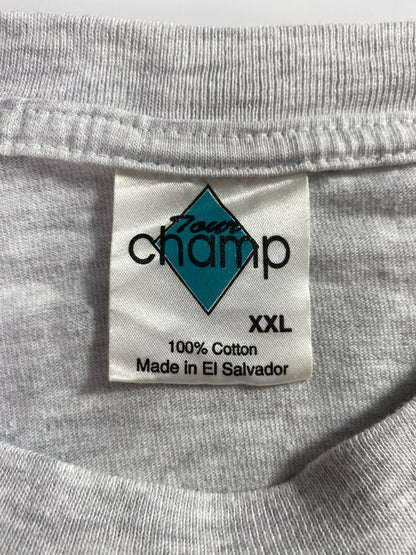 Tour
champ
XXL
100% Cotton
Made in El Salvador